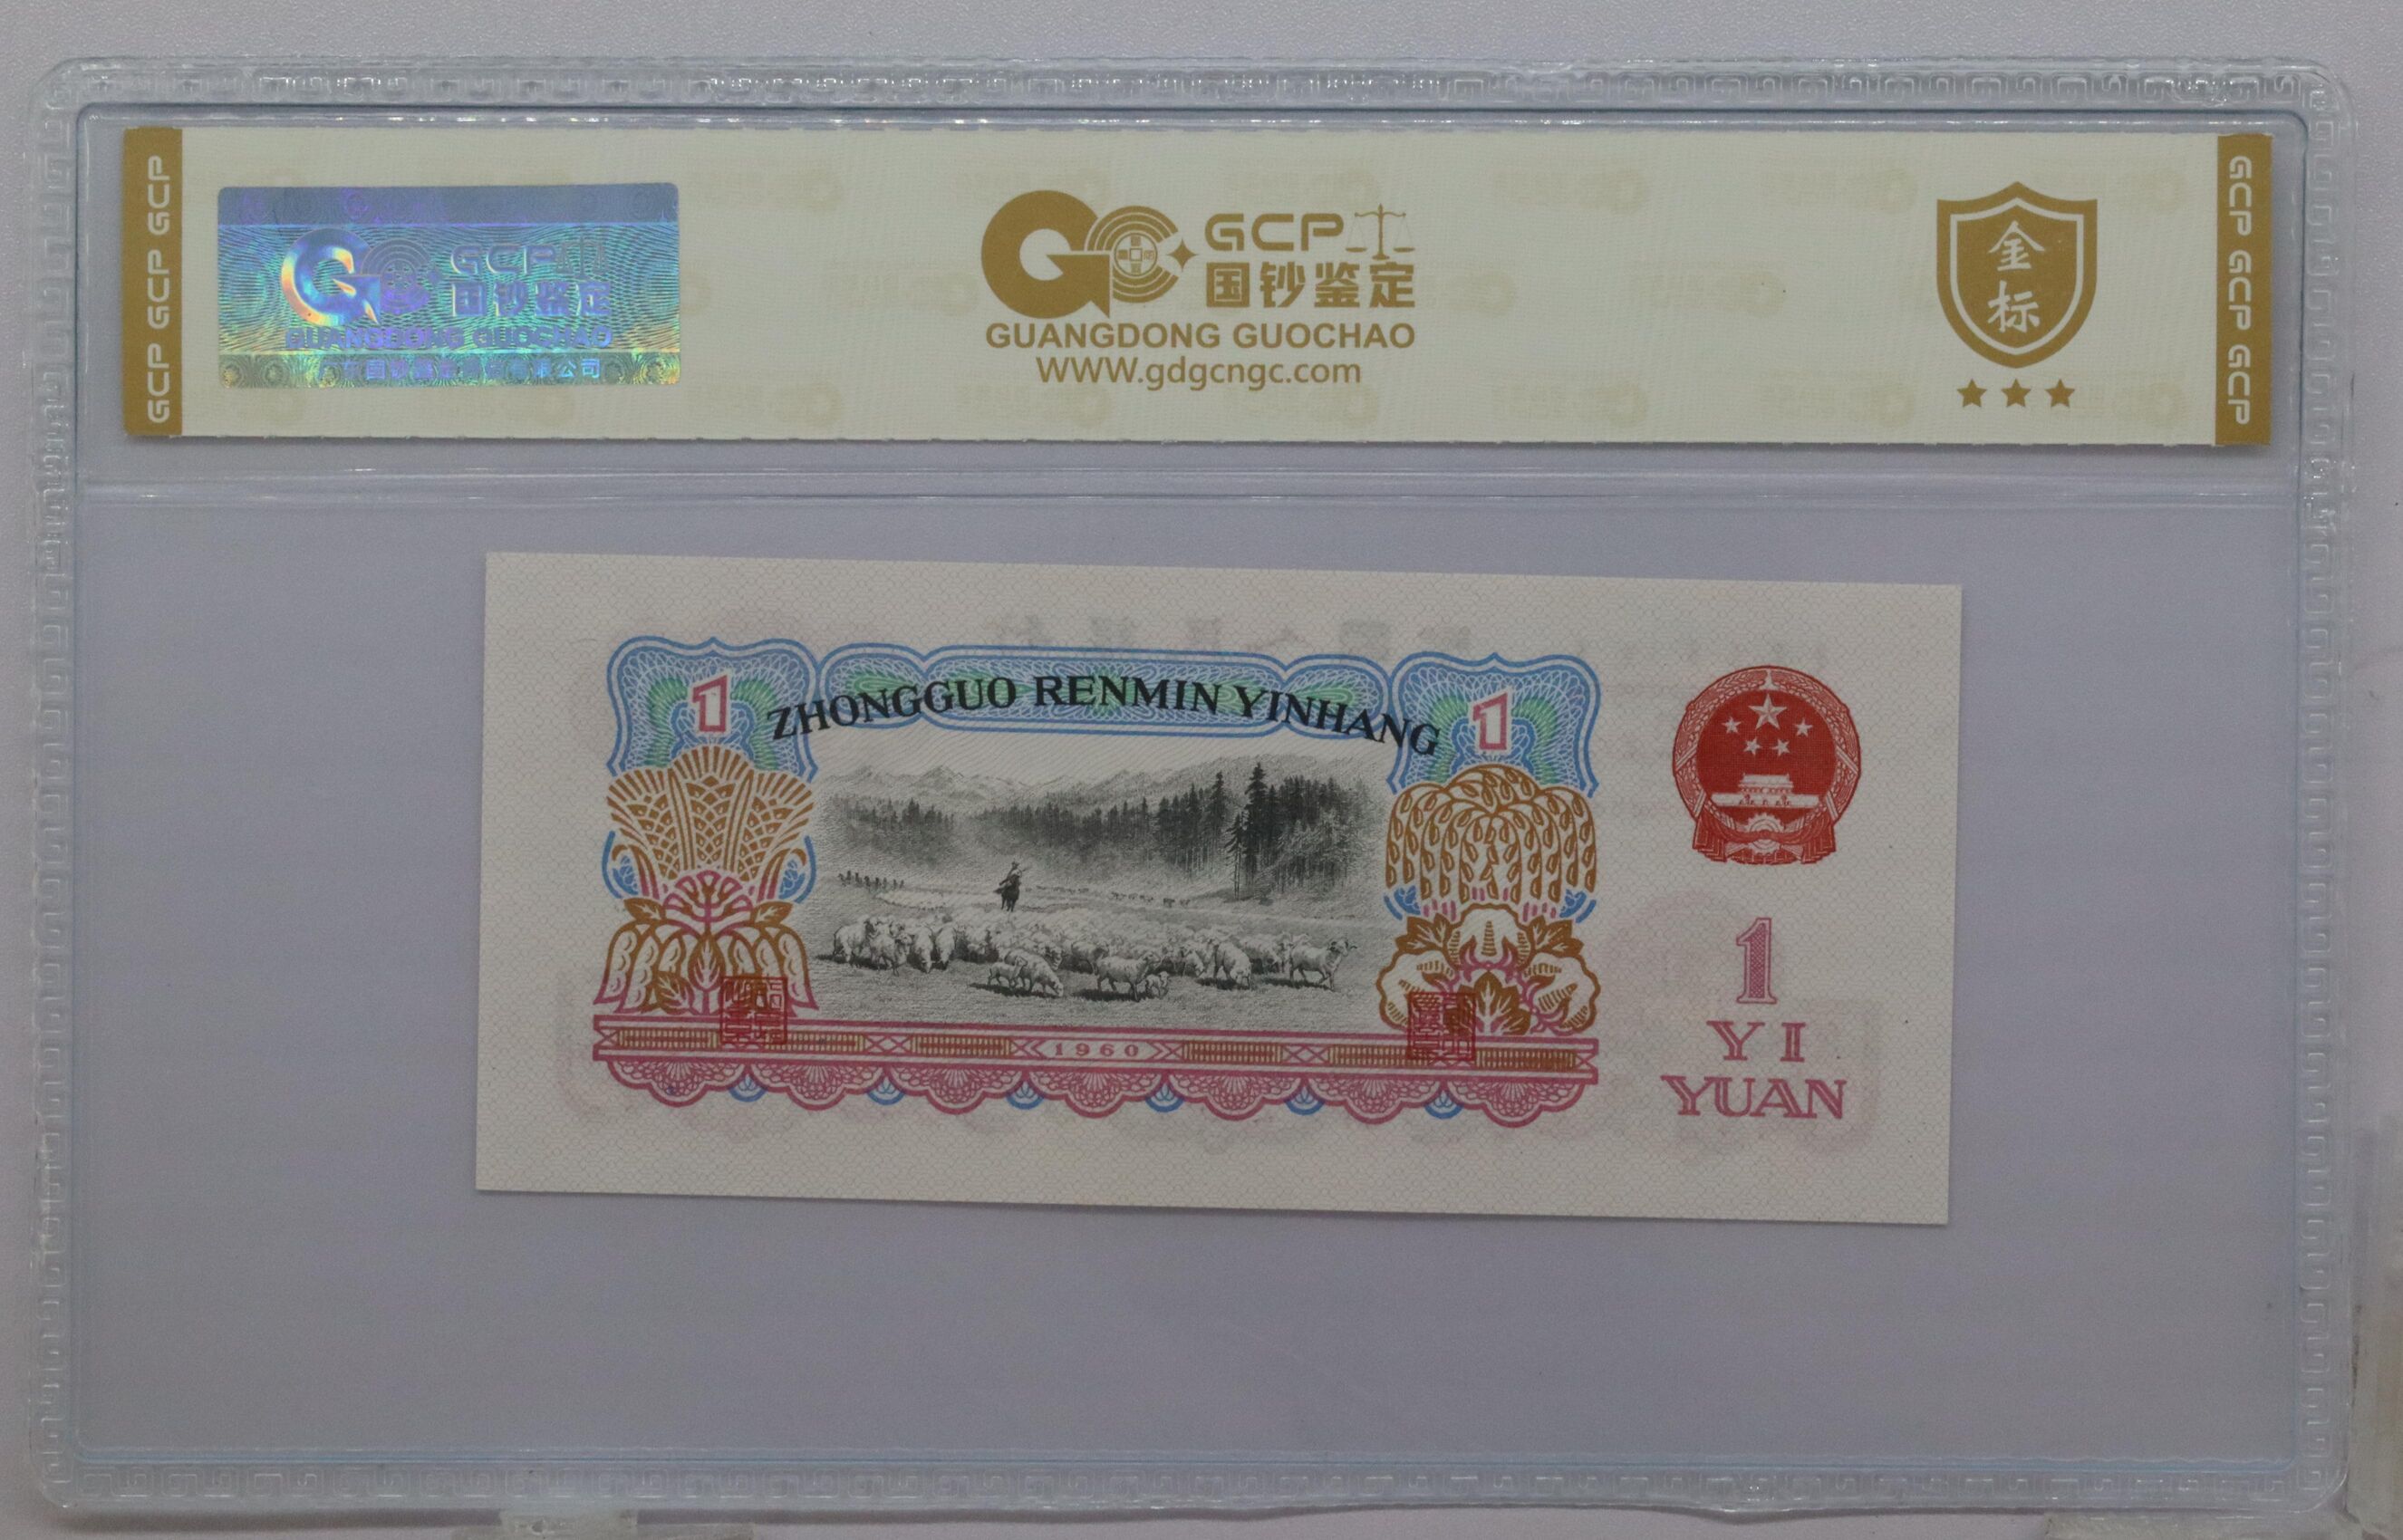 GCP GCP GCP
GCP
国钞鉴定
GUANGDONG GUOCHAO
GCP
国钞鉴定
GUANGDONG GUOCHAO
WWW.gdgcngc.com
金
标
GCP GCP GCP
1
ZHONGGUO RENMIN YINHANG
1
1960
1
YI
YUAN